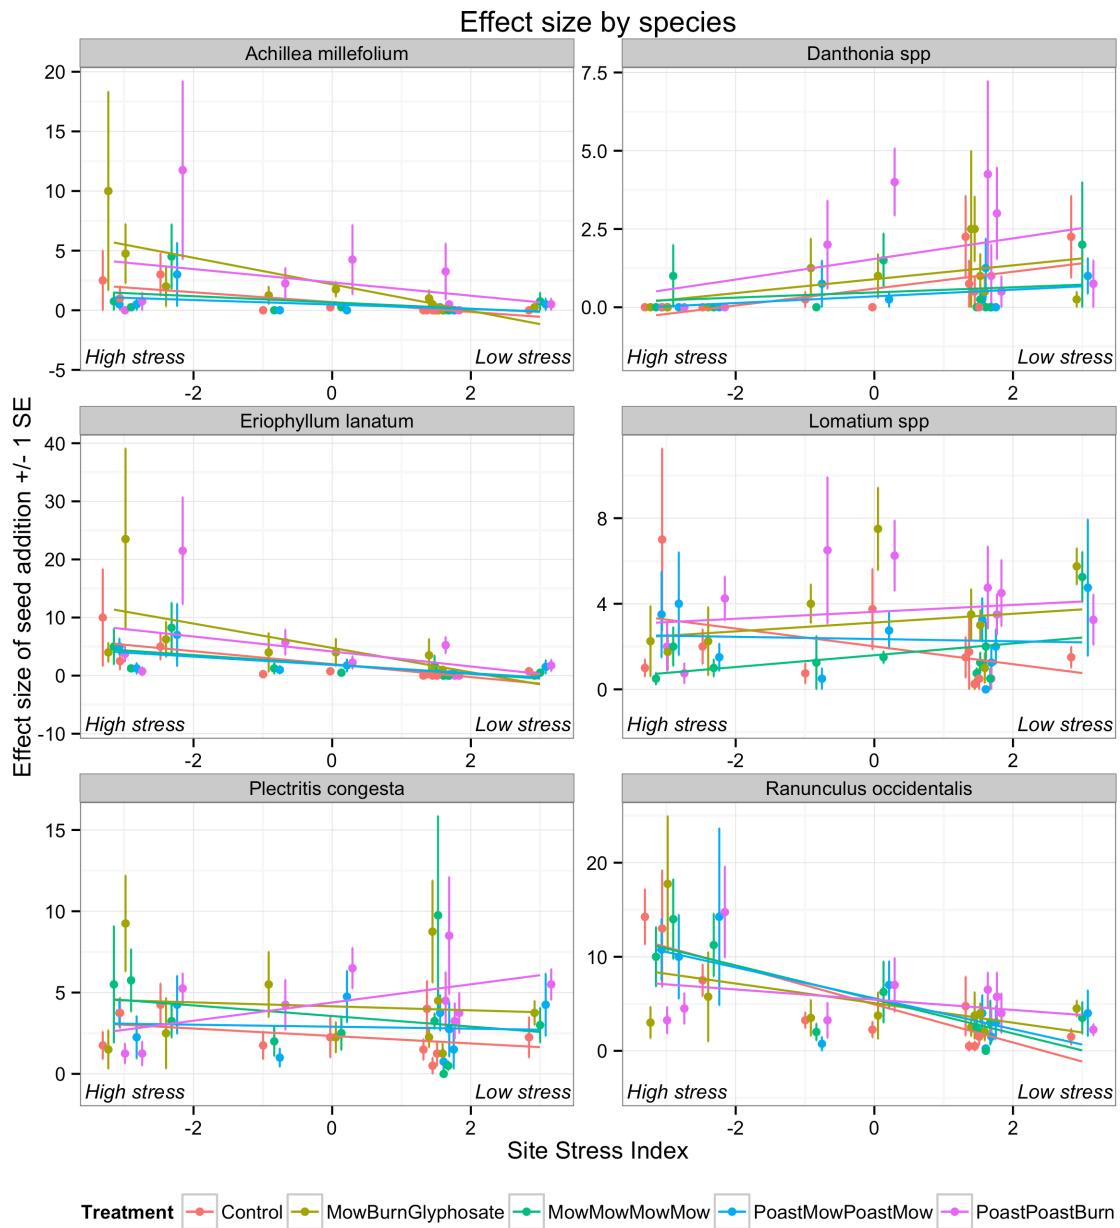 Effect size by species
Achillea millefolium
Danthonia spp
20
15
10
5
0
-5
7.5
5.0
2.5
0.0
High stress
Low stress
High stress
Low stress
-2
0
2
-2
0
2
Effect size of seed addition +/- 1 SE
Eriophyllum lanatum
Lomatium spp
40
30
20
10
0
-10
8
4
0
High stress
Low stress
High stress
Low stress
-2
0
2
-2
0
2
Plectritis congesta
Ranunculus occidentalis
15
10
5
0
20
10
0
High stress
Low stress
High stress
Low stress
-2
0
2
-2
0
2
Site Stress Index
Treatment Control MowBurnGlyphosate MowMowMowMow PoastMowPoastMow PoastPoastBurn